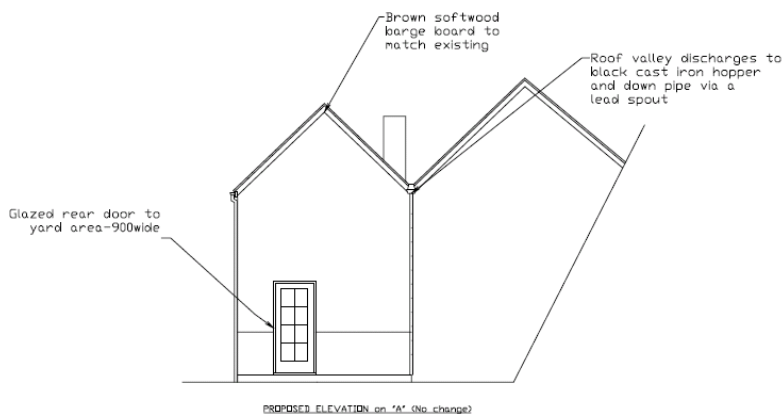 Brown softwood
barge board to
match existing
Roof valley discharges to
black cast iron hopper
and down pipe via a
lead spout
Glazed rear door to
yard area-900wide
PROPOSED ELEVATION on "A" (No change)